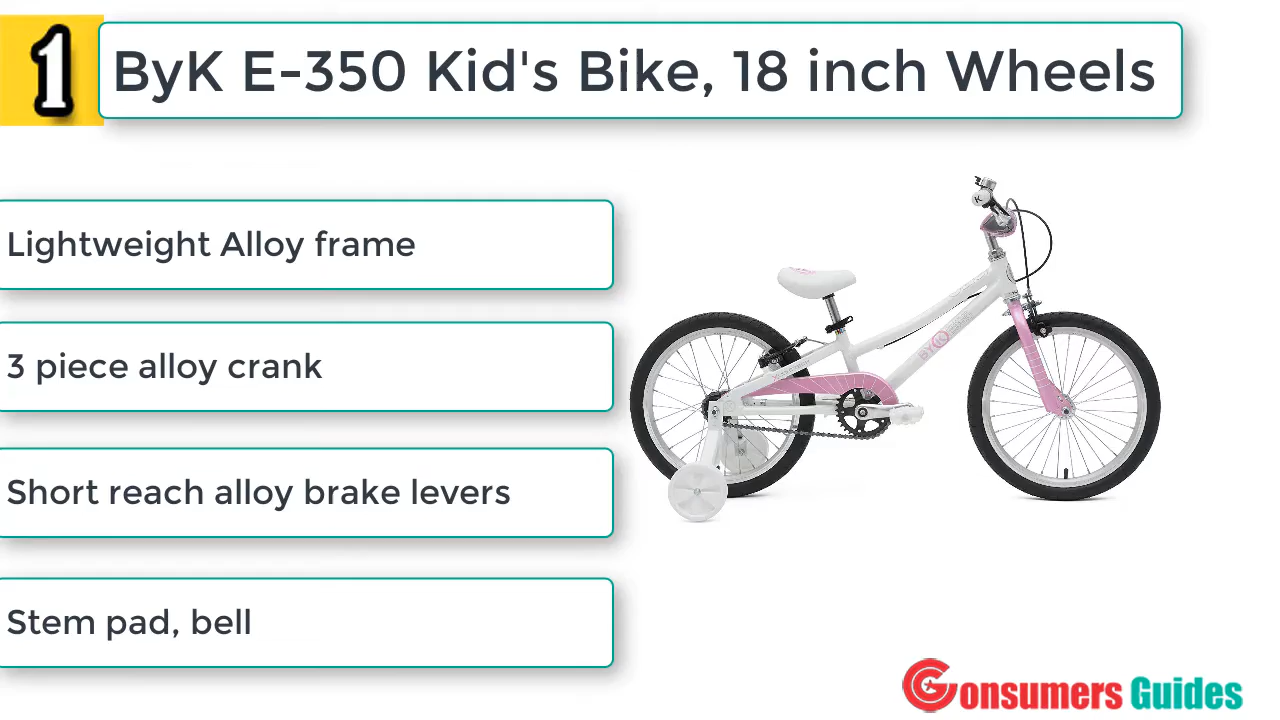 1
ByK E-350 Kid's Bike, 18 inch Wheels
Lightweight Alloy frame
3 piece alloy crank
Short reach alloy brake levers
Stem pad, bell
BYK
K
Consumers Guides